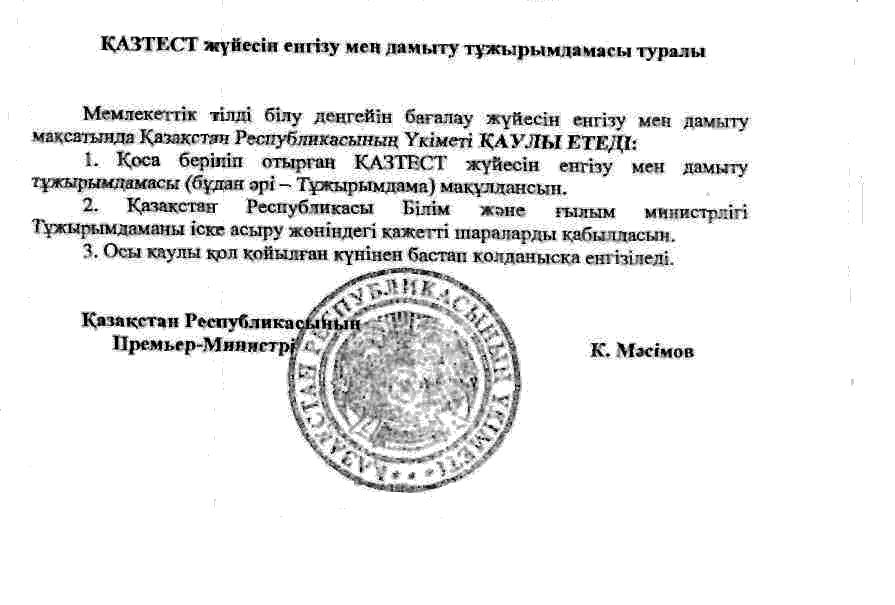 ҚАЗТЕСТ жүйесін енгізу мен дамыту тұжырымдамасы туралы
Мемлекеттік тілді білу деңгейін бағалау жүйесін енгізу мен дамыту
мақсатында Қазақстан Республикасының Үкіметі ҚАУЛЫ ЕТЕДІ:
1. Қоса беріліп отырған ҚАЗТЕСТ жүйесін енгізу мен дамыту
тұжырымдамасы (бұдан әрі – Тұжырымдама) мақұлдансын.
2. Қазақстан Республикасы Білім және ғылым министрлігі
Тұжырымдаманы іске асыру жөніндегі қажетті шараларды қабылдасын.
3. Осы қаулы қол қойылған күнінен бастап қолданысқа енгізіледі.
Қазақстан Республикасының
Премьер-Министрі
К. Мәсімов
ҚАЗАҚСТАН РЕСПУБЛИКАСЫНЫҢ ҮКІМЕТІ